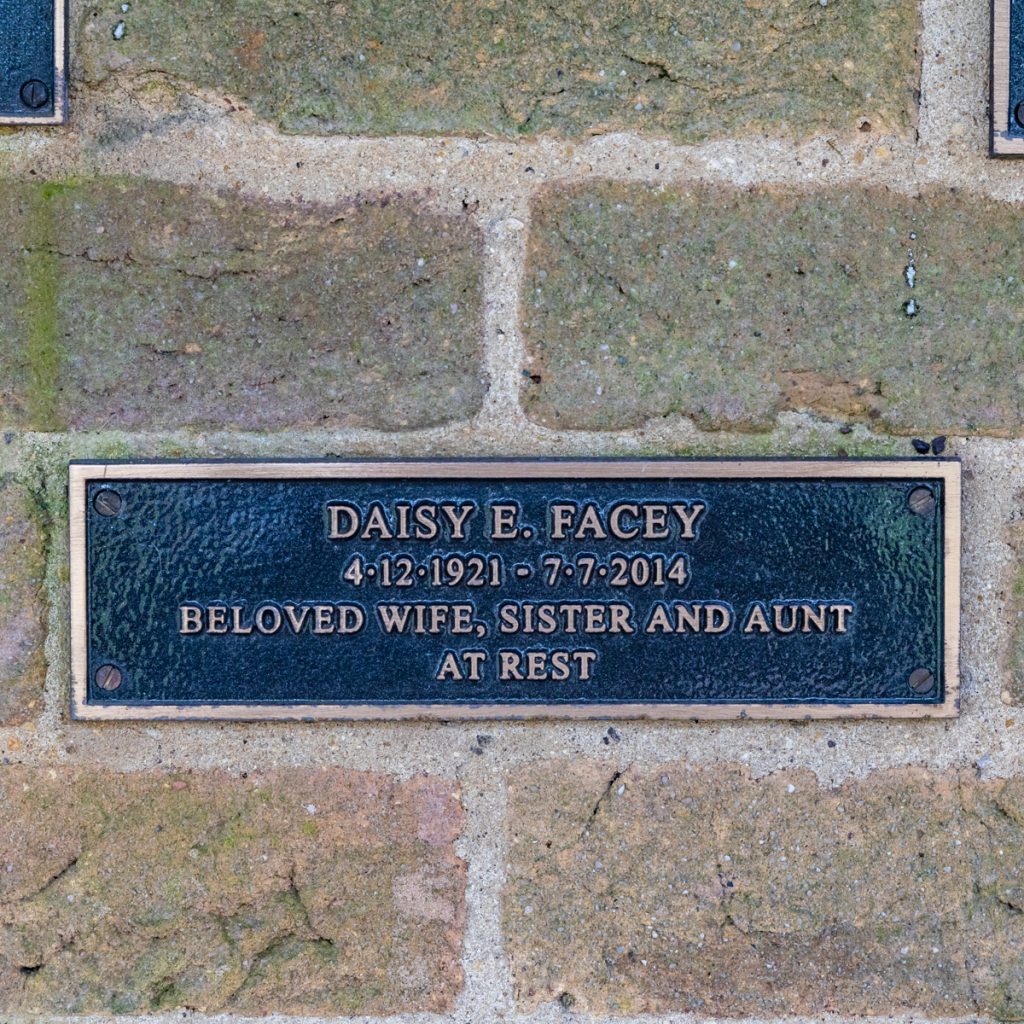 DAISY E. FACEY
4·12·1921 - 7·7·2014
BELOVED WIFE, SISTER AND AUNT
AT REST